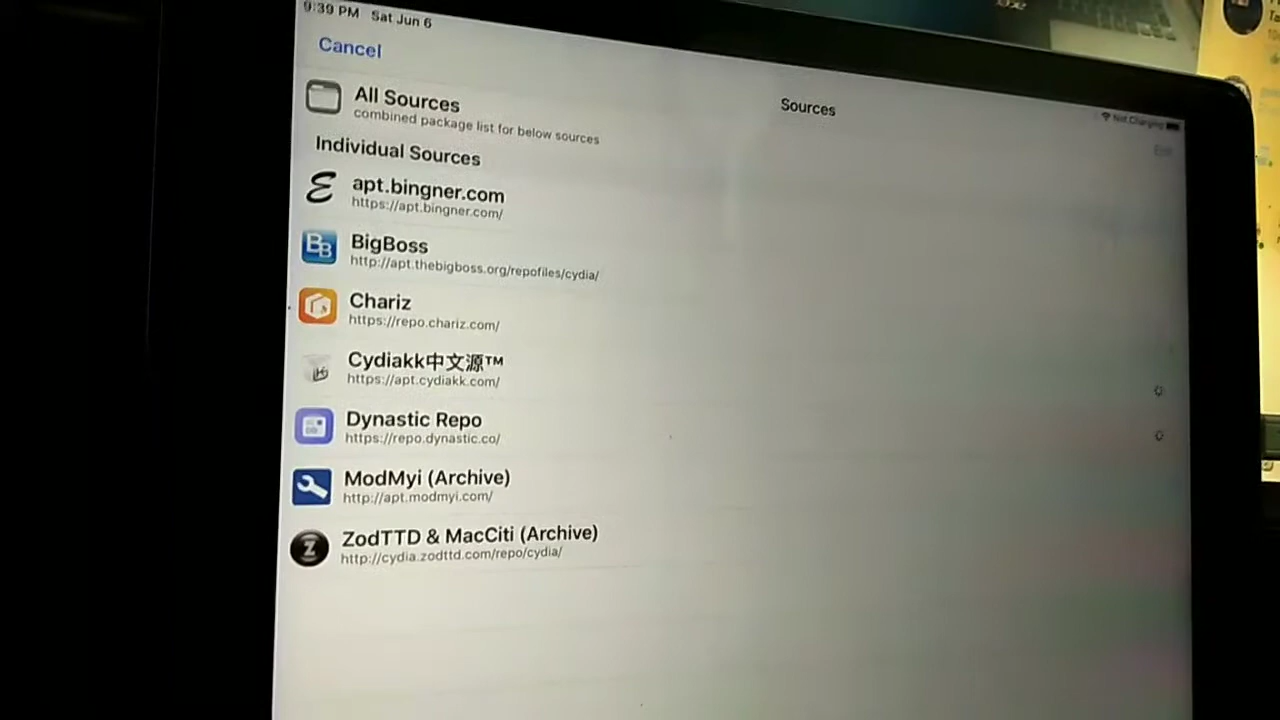 9:39 PM Sat Jun 6
Not Charging
Cancel
Sources
Edit
All Sources
combined package list for below sources
Individual Sources
apt.bingner.com
https://apt.bingner.com/
BigBoss
http://apt.thebigboss.org/repofiles/cydia/
Chariz
https://repo.chariz.com/
Cydiakk中文源™
https://apt.cydiakk.com/
Dynastic Repo
https://repo.dynastic.co/
ModMyi (Archive)
http://apt.modmyi.com/
ZodTTD & MacCiti (Archive)
http://cydia.zodttd.com/repo/cydia/